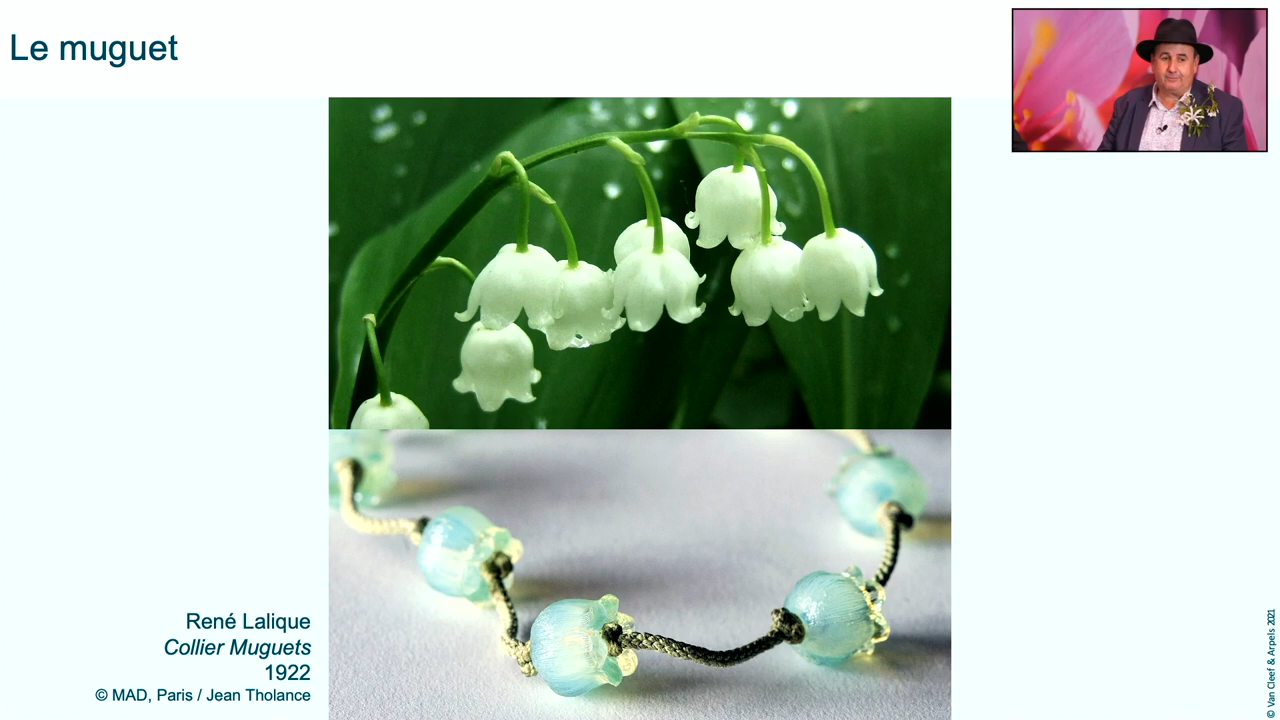 Le muguet
René Lalique
Collier Muguets
1922
© MAD, Paris / Jean Tholance
© Van Cleef & Arpels 2021